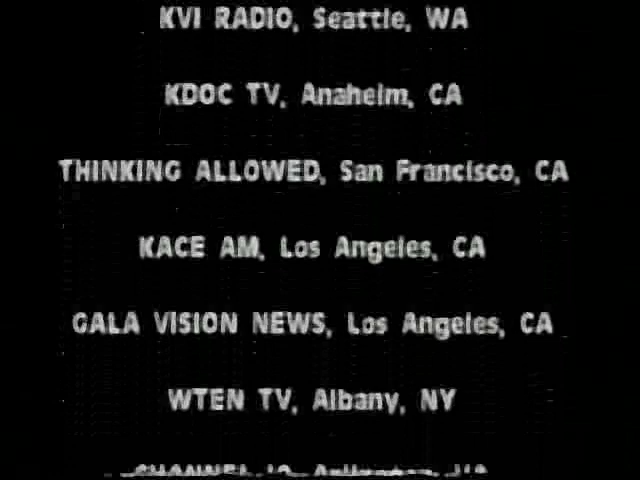 KVI RADIO, Seattle, WA
KDOC TV, Anaheim, CA
THINKING ALLOWED, San Francisco, CA
KACE AM, Los Angeles, CA
GALA VISION NEWS, Los Angeles, CA
WTEN TV, Albany, NY
CHANNEL